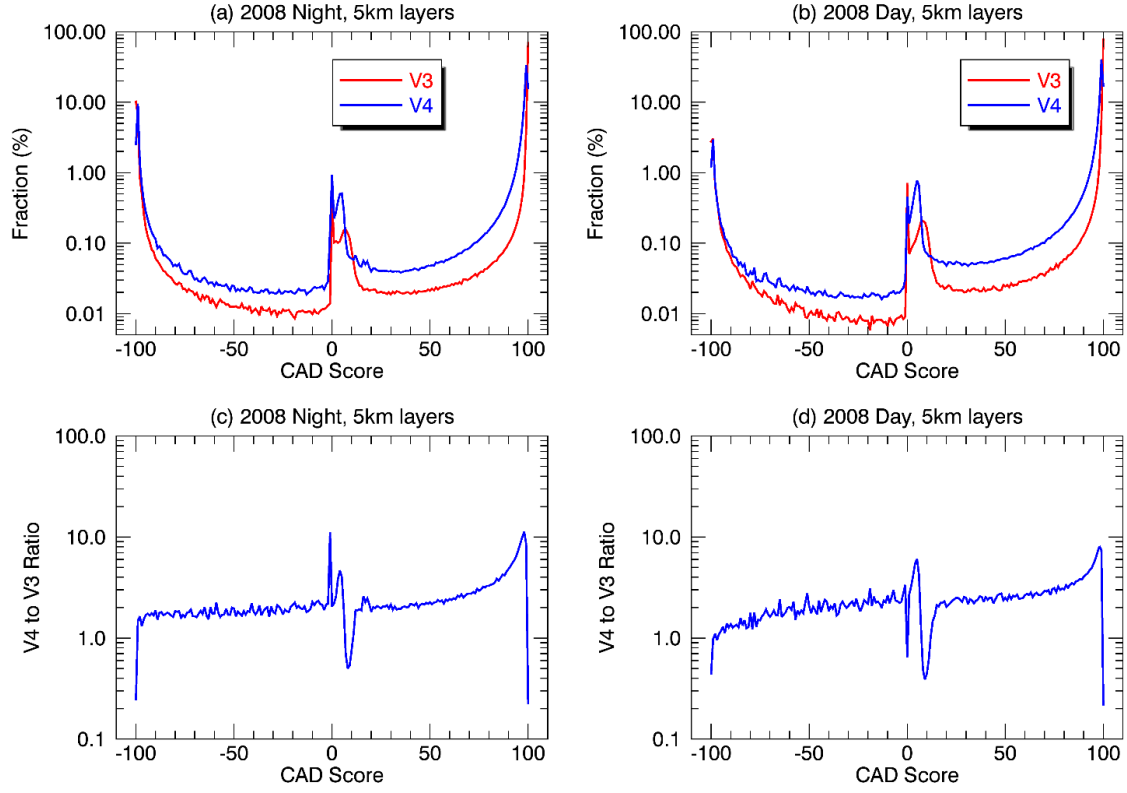 (a) 2008 Night, 5km layers
100.00
10.00
1.00
0.10
0.01
Fraction (%)
V3
V4
-100 -50 0 50 100
CAD Score
(b) 2008 Day, 5km layers
100.00
10.00
1.00
0.10
0.01
Fraction (%)
V3
V4
-100 -50 0 50 100
CAD Score
(c) 2008 Night, 5km layers
100.0
10.0
1.0
0.1
V4 to V3 Ratio
-100 -50 0 50 100
CAD Score
(d) 2008 Day, 5km layers
100.0
10.0
1.0
0.1
V4 to V3 Ratio
-100 -50 0 50 100
CAD Score